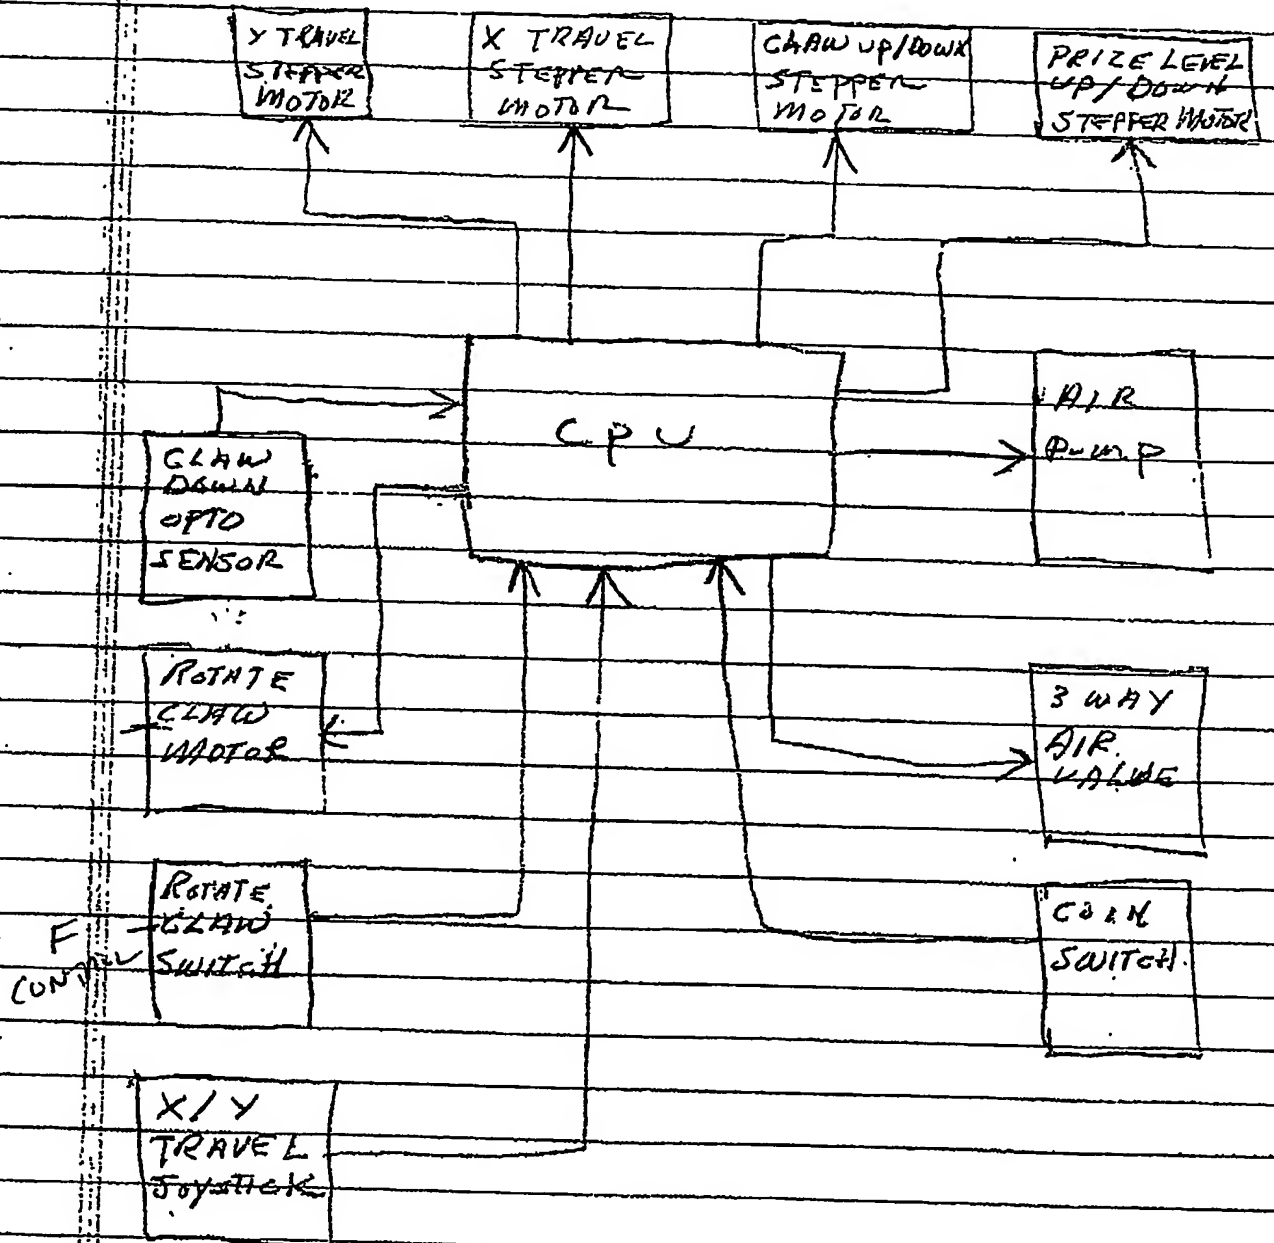 Y TRAVEL
STEPPER
MOTOR
X TRAVEL
STEPPER
MOTOR
CLAW UP/DOWN
STEPPER
MOTOR
PRIZE LEVEL
UP/DOWN
STEPPER MOTOR
CPU
AIR
Pump
CLAW
DOWN
OPTO
SENSOR
ROTATE
CLAW
MOTOR
3 WAY
AIR
VALVE
ROTATE
CLAW
SWITCH
F
CONTROL
COIN
SWITCH
X/Y
TRAVEL
JOYSTICK